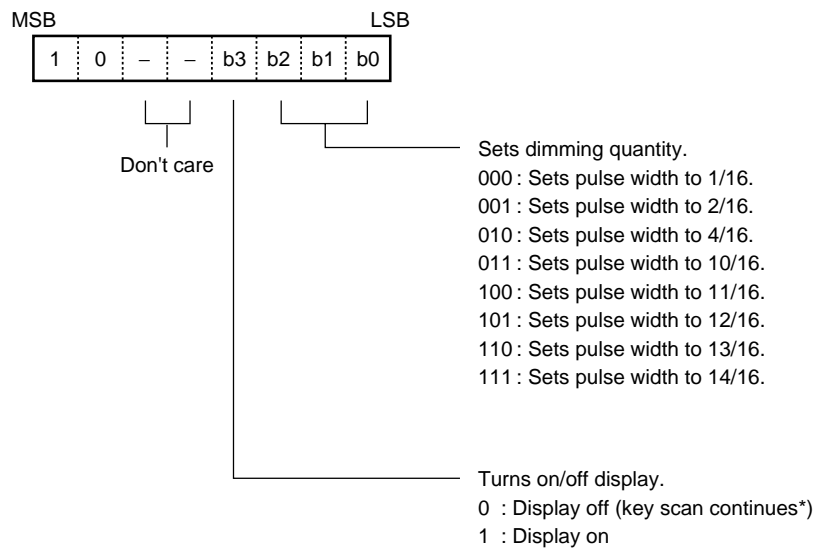 MSB LSB
1 0 – – b3 b2 b1 b0
Don't care
Sets dimming quantity.
000 : Sets pulse width to 1/16.
001 : Sets pulse width to 2/16.
010 : Sets pulse width to 4/16.
011 : Sets pulse width to 10/16.
100 : Sets pulse width to 11/16.
101 : Sets pulse width to 12/16.
110 : Sets pulse width to 13/16.
111 : Sets pulse width to 14/16.
Turns on/off display.
0 : Display off (key scan continues*)
1 : Display on